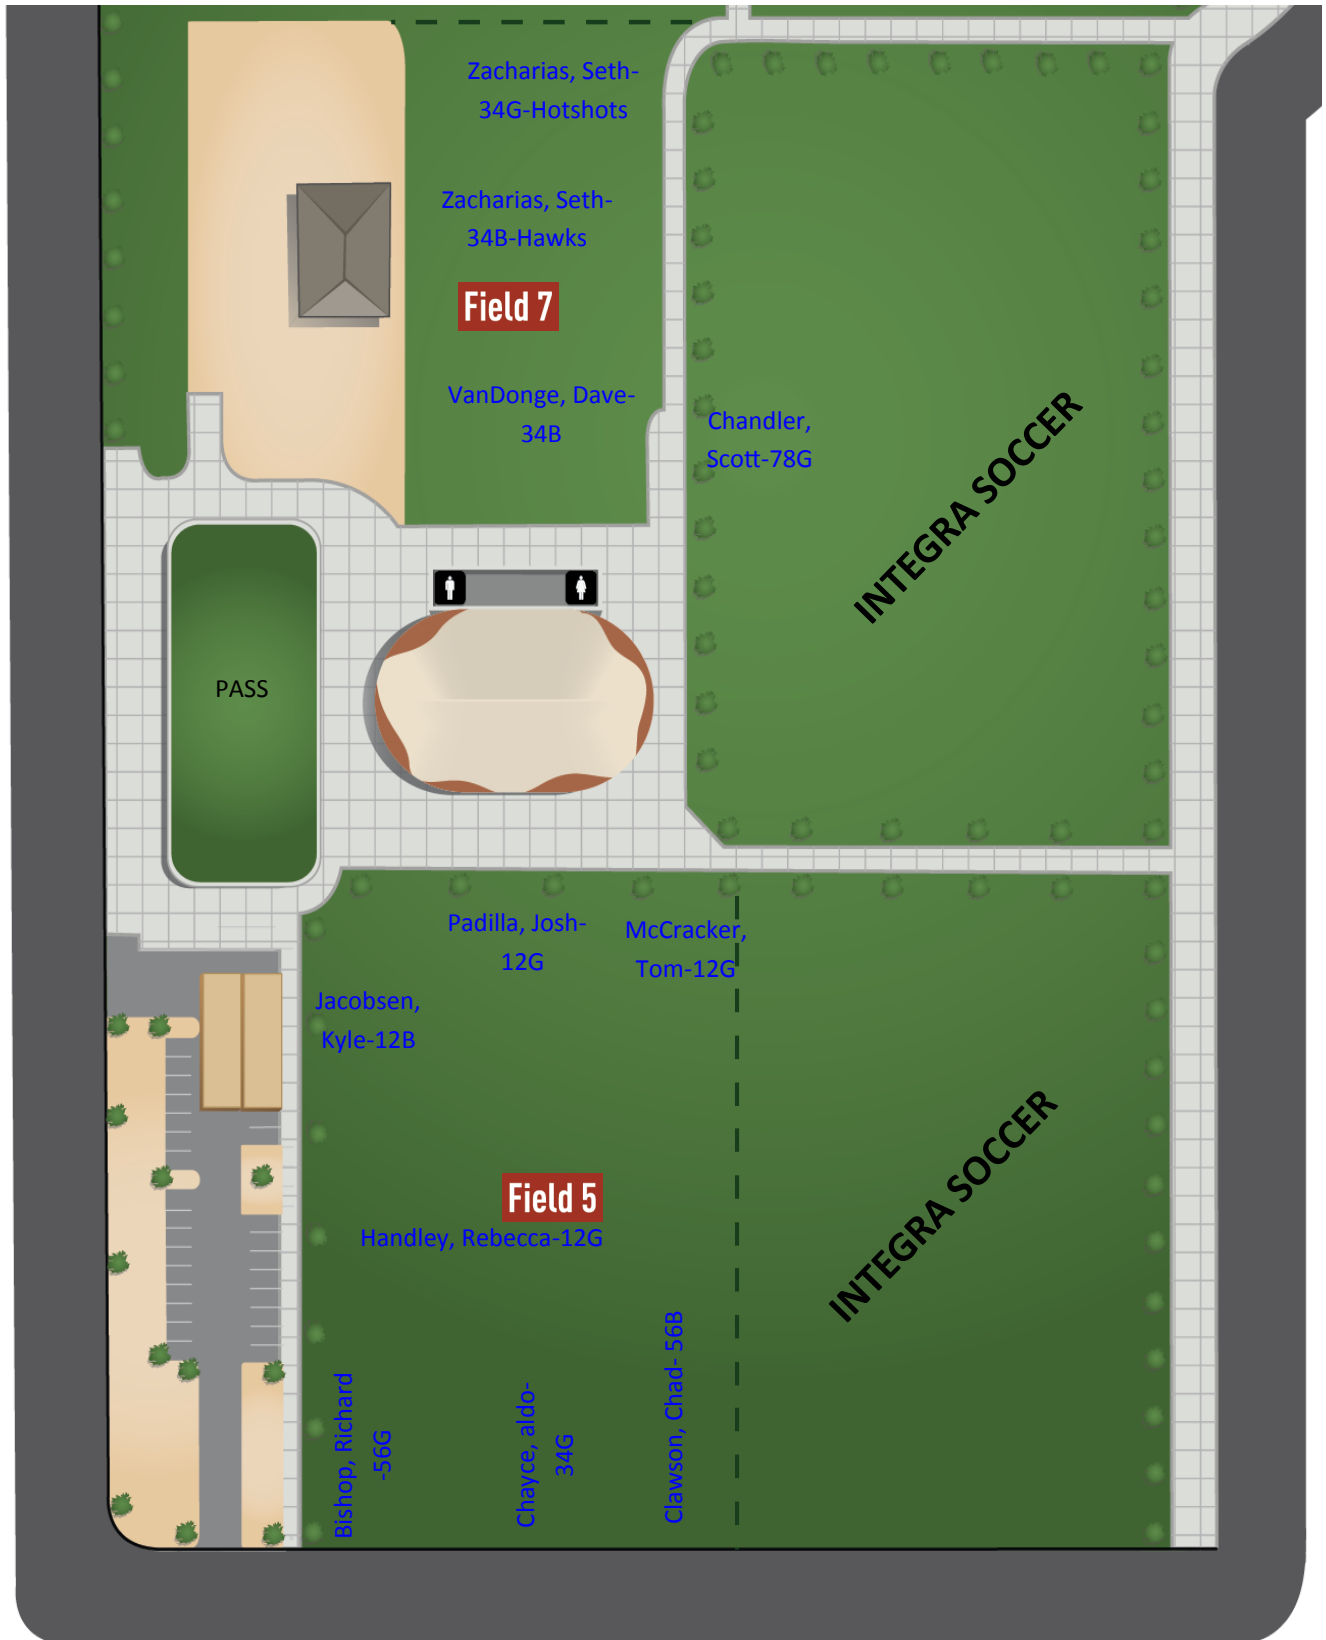 Zacharias, Seth-
34G-Hotshots
Zacharias, Seth-
34B-Hawks
Field 7
VanDonge, Dave-
34B
Chandler,
Scott-78G
INTEGRA SOCCER
PASS
Padilla, Josh-
12G
McCracker,
Tom-12G
Jacobsen,
Kyle-12B
Field 5
Handley, Rebecca-12G
INTEGRA SOCCER
Bishop, Richard
-56G
Chayce, aldo-
34G
Clawson, Chad- 56B